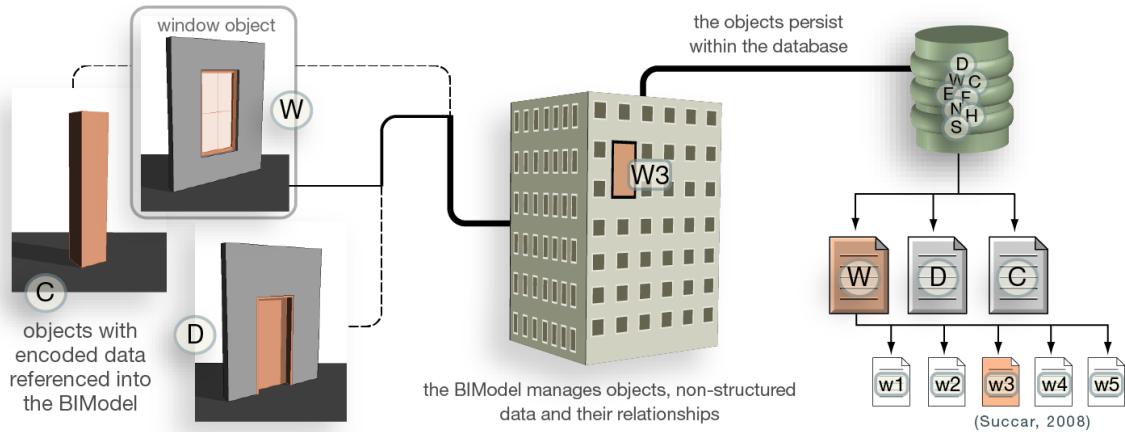 window object
W
C
objects with
encoded data
referenced into
the BIModel
D
W3
the BIModel manages objects, non-structured
data and their relationships
the objects persist
within the database
D
W
C
E
F
N
H
S
W
D
C
w1
w2
w3
w4
w5
(Succar, 2008)